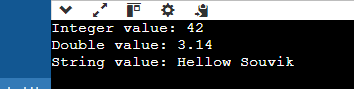 Integer value: 42
Double value: 3.14
String value: Hellow Souvik